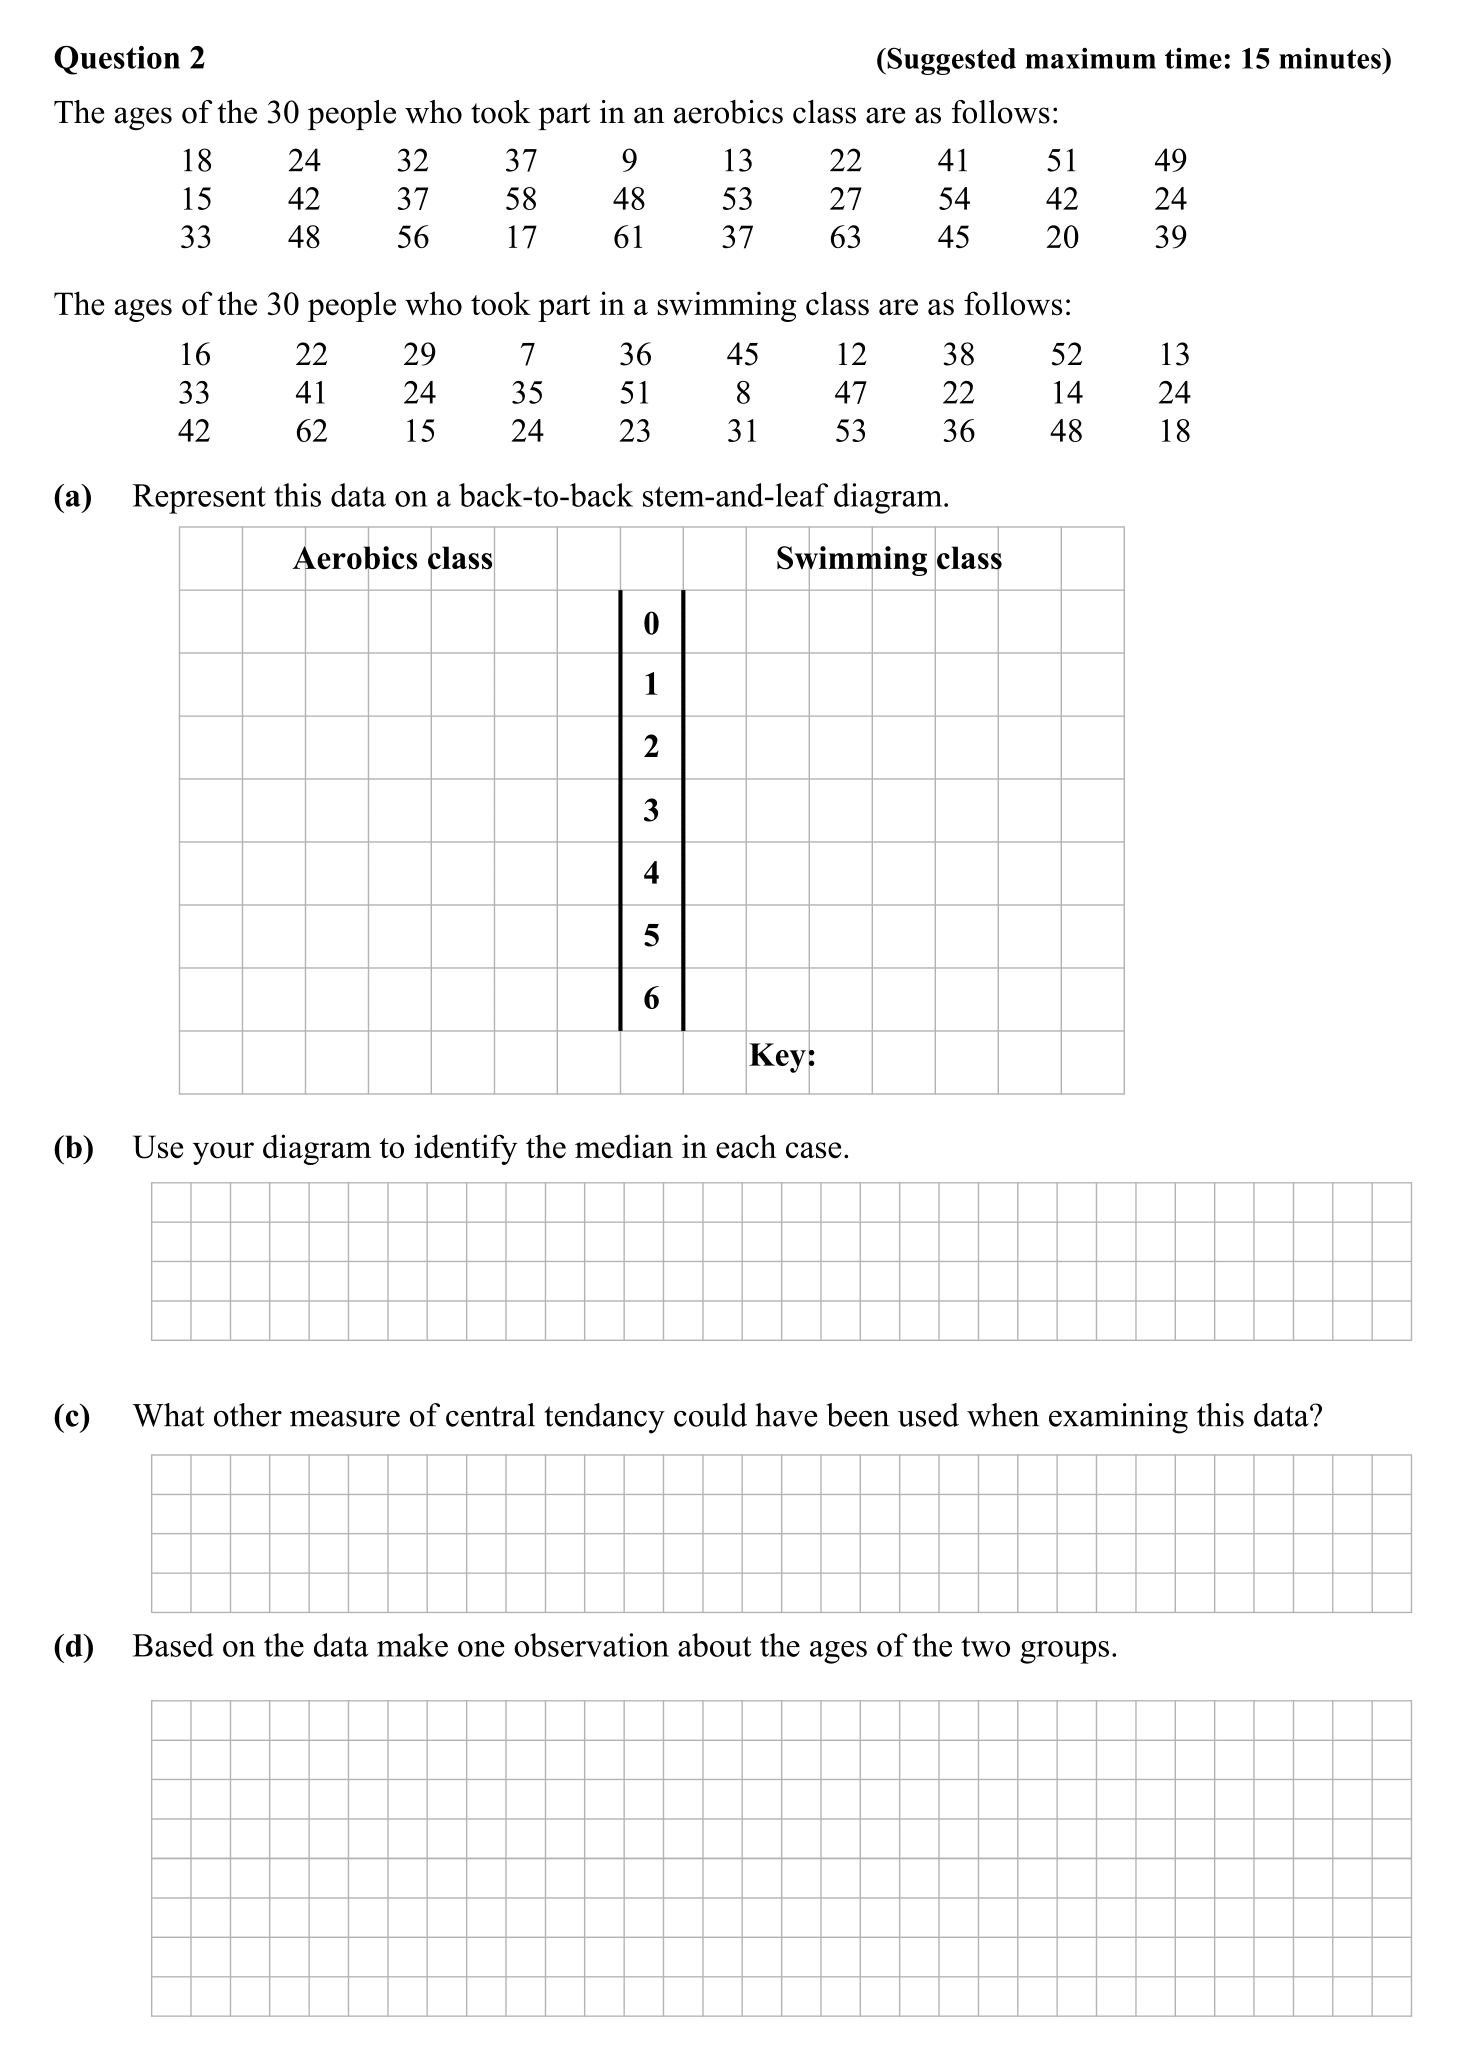 Question 2 (Suggested maximum time: 15 minutes)
The ages of the 30 people who took part in an aerobics class are as follows:
18 24 32 37 9 13 22 41 51 49
15 42 37 58 48 53 27 54 42 24
33 48 56 17 61 37 63 45 20 39
The ages of the 30 people who took part in a swimming class are as follows:
16 22 29 7 36 45 12 38 52 13
33 41 24 35 51 8 47 22 14 24
42 62 15 24 23 31 53 36 48 18
(a) Represent this data on a back-to-back stem-and-leaf diagram.
Aerobics class Swimming class
0
1
2
3
4
5
6
Key:
(b) Use your diagram to identify the median in each case.
(c) What other measure of central tendancy could have been used when examining this data?
(d) Based on the data make one observation about the ages of the two groups.